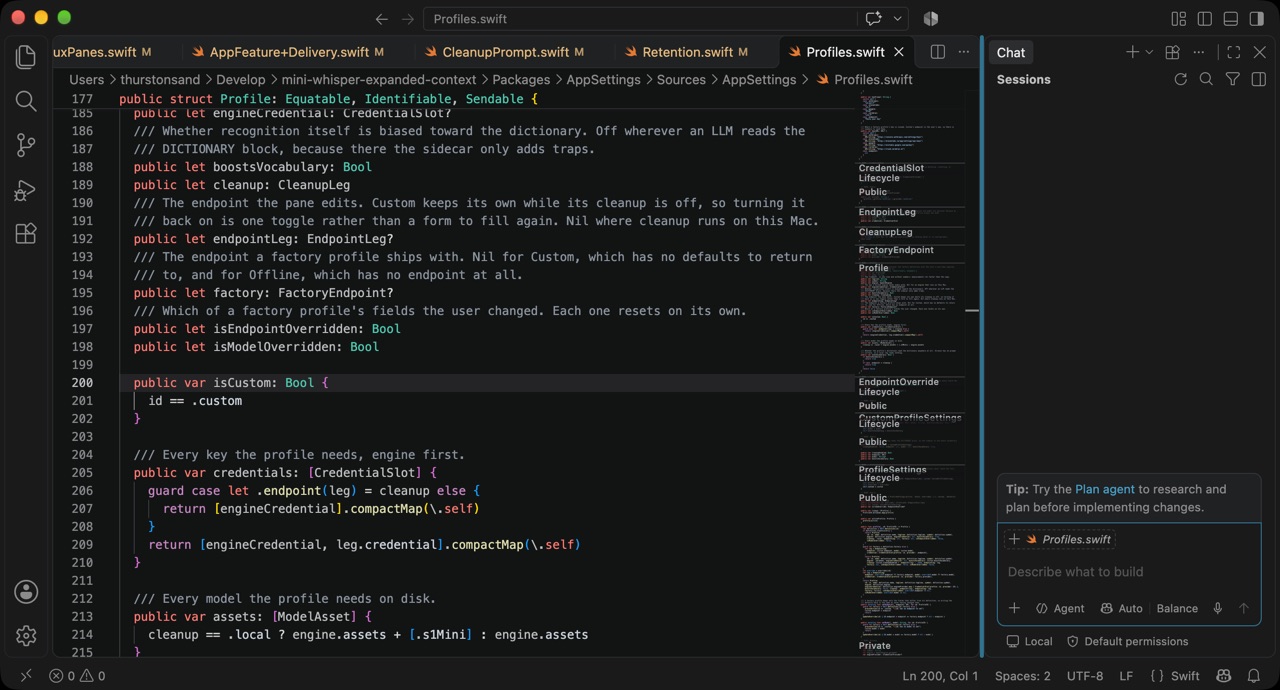 Profiles.swift
uxPanes.swift M
AppFeature+Delivery.swift M
CleanupPrompt.swift M
Retention.swift M
Profiles.swift
Users > thurstonsand > Develop > mini-whisper-expanded-context > Packages > AppSettings > Sources > AppSettings > Profiles.swift
177 public struct Profile: Equatable, Identifiable, Sendable {
185 public let engineCredential: CredentialSlot?
186 /// Whether recognition itself is biased toward the dictionary. Off wherever an LLM reads the
187 /// DICTIONARY block, because there the sidecar only adds traps.
188 public let boostsVocabulary: Bool
189 public let cleanup: CleanupLeg
190 /// The endpoint the pane edits. Custom keeps its own while its cleanup is off, so turning it
191 /// back on is one toggle rather than a form to fill again. Nil where cleanup runs on this Mac.
192 public let endpointLeg: EndpointLeg?
193 /// The endpoint a factory profile ships with. Nil for Custom, which has no defaults to return
194 /// to, and for Offline, which has no endpoint at all.
195 public let factory: FactoryEndpoint?
196 /// Which of a factory profile's fields the user changed. Each one resets on its own.
197 public let isEndpointOverridden: Bool
198 public let isModelOverridden: Bool
199
200 public var isCustom: Bool {
201 id == .custom
202 }
203
204 /// Every key the profile needs, engine first.
205 public var credentials: [CredentialSlot] {
206 guard case let .endpoint(leg) = cleanup else {
207 return [engineCredential].compactMap(\.self)
208 }
209 return [engineCredential, leg.credential].compactMap(\.self)
210 }
211
212 /// Every model the profile needs on disk.
213 public var assets: [ModelAsset] {
214 cleanup == .local ? engine.assets + [.s1Mini] : engine.assets
215 }
CredentialSlot
Lifecycle
Public
EndpointLeg
CleanupLeg
FactoryEndpoint
Profile
EndpointOverride
Lifecycle
Public
CustomProfileSettings
Lifecycle
Public
ProfileSettings
Lifecycle
Public
Private
Chat
Sessions
Tip: Try the Plan agent to research and
plan before implementing changes.
Profiles.swift
Describe what to build
Agent Auto Balance
Local Default permissions
0 0
Ln 200, Col 1 Spaces: 2 UTF-8 LF { } Swift